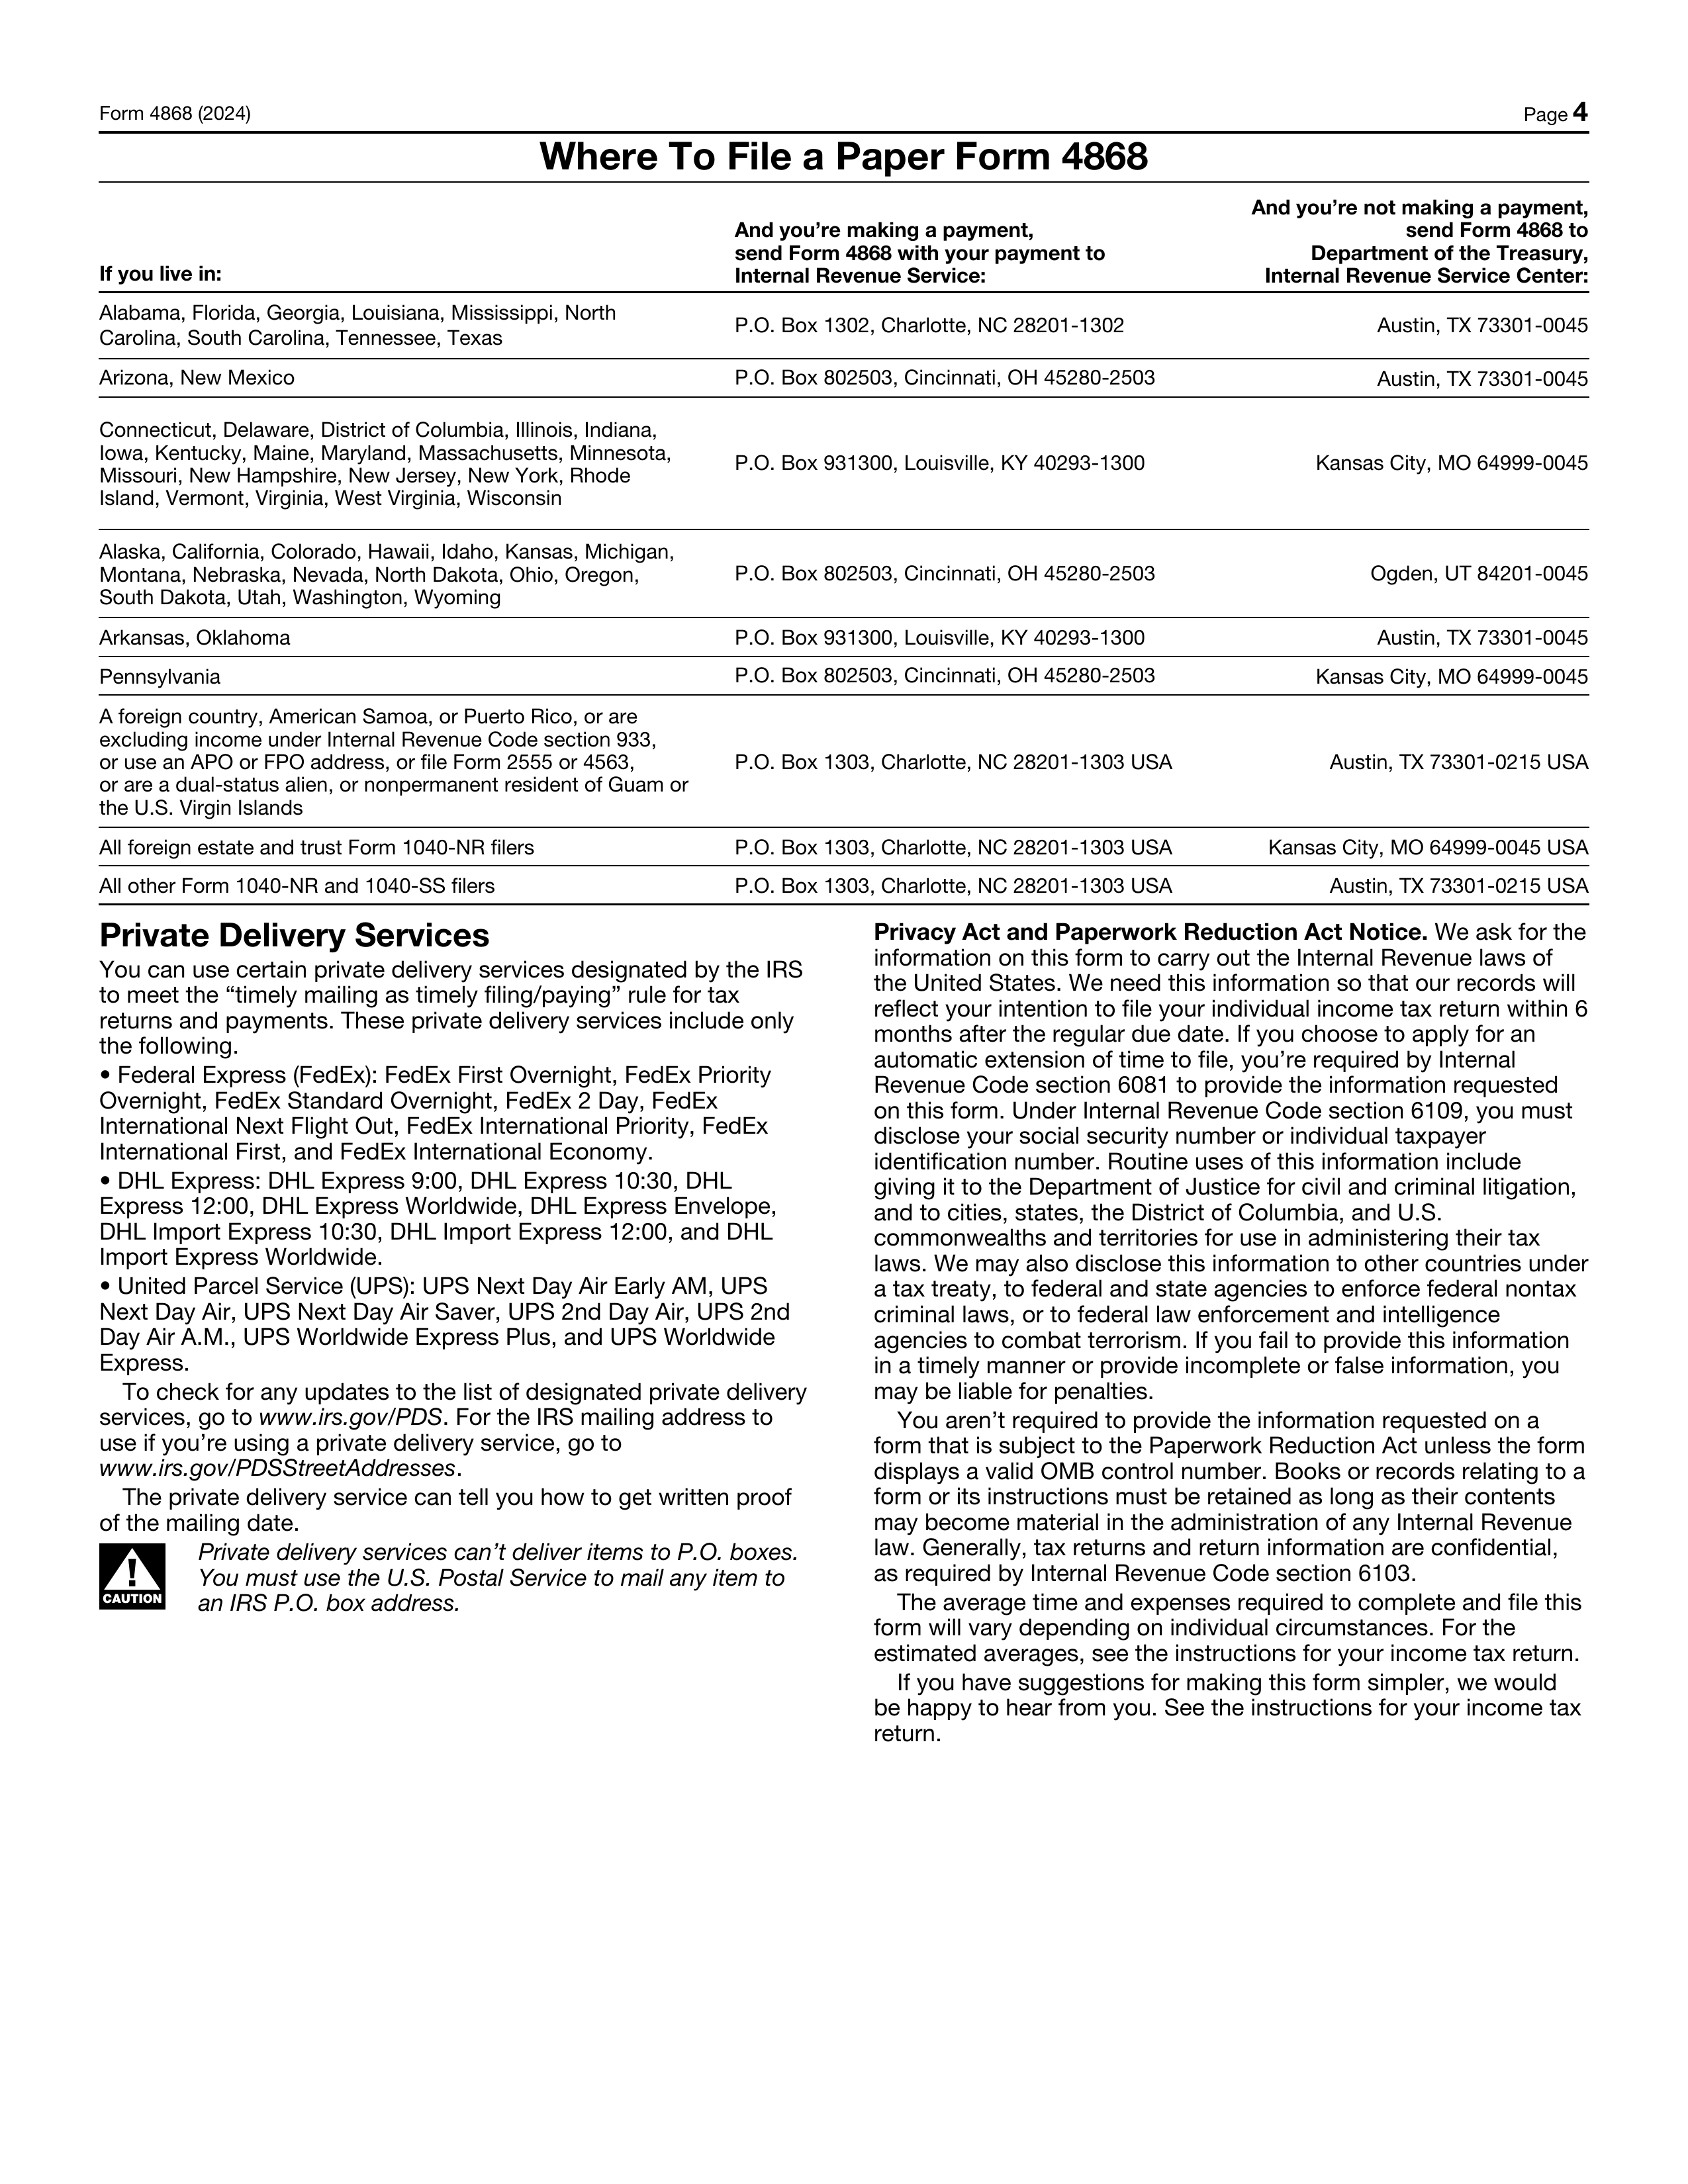 Form 4868 (2024)
Page 4
Where To File a Paper Form 4868
If you live in:
And you’re making a payment,
send Form 4868 with your payment to
Internal Revenue Service:
And you’re not making a payment,
send Form 4868 to
Department of the Treasury,
Internal Revenue Service Center:
Alabama, Florida, Georgia, Louisiana, Mississippi, North
Carolina, South Carolina, Tennessee, Texas
P.O. Box 1302, Charlotte, NC 28201-1302
Austin, TX 73301-0045
Arizona, New Mexico
P.O. Box 802503, Cincinnati, OH 45280-2503
Austin, TX 73301-0045
Connecticut, Delaware, District of Columbia, Illinois, Indiana,
Iowa, Kentucky, Maine, Maryland, Massachusetts, Minnesota,
Missouri, New Hampshire, New Jersey, New York, Rhode
Island, Vermont, Virginia, West Virginia, Wisconsin
P.O. Box 931300, Louisville, KY 40293-1300
Kansas City, MO 64999-0045
Alaska, California, Colorado, Hawaii, Idaho, Kansas, Michigan,
Montana, Nebraska, Nevada, North Dakota, Ohio, Oregon,
South Dakota, Utah, Washington, Wyoming
P.O. Box 802503, Cincinnati, OH 45280-2503
Ogden, UT 84201-0045
Arkansas, Oklahoma
P.O. Box 931300, Louisville, KY 40293-1300
Austin, TX 73301-0045
Pennsylvania
P.O. Box 802503, Cincinnati, OH 45280-2503
Kansas City, MO 64999-0045
A foreign country, American Samoa, or Puerto Rico, or are
excluding income under Internal Revenue Code section 933,
or use an APO or FPO address, or file Form 2555 or 4563,
or are a dual-status alien, or nonpermanent resident of Guam or
the U.S. Virgin Islands
P.O. Box 1303, Charlotte, NC 28201-1303 USA
Austin, TX 73301-0215 USA
All foreign estate and trust Form 1040-NR filers
P.O. Box 1303, Charlotte, NC 28201-1303 USA
Kansas City, MO 64999-0045 USA
All other Form 1040-NR and 1040-SS filers
P.O. Box 1303, Charlotte, NC 28201-1303 USA
Austin, TX 73301-0215 USA
Private Delivery Services
You can use certain private delivery services designated by the IRS
to meet the “timely mailing as timely filing/paying” rule for tax
returns and payments. These private delivery services include only
the following.
• Federal Express (FedEx): FedEx First Overnight, FedEx Priority
Overnight, FedEx Standard Overnight, FedEx 2 Day, FedEx
International Next Flight Out, FedEx International Priority, FedEx
International First, and FedEx International Economy.
• DHL Express: DHL Express 9:00, DHL Express 10:30, DHL
Express 12:00, DHL Express Worldwide, DHL Express Envelope,
DHL Import Express 10:30, DHL Import Express 12:00, and DHL
Import Express Worldwide.
• United Parcel Service (UPS): UPS Next Day Air Early AM, UPS
Next Day Air, UPS Next Day Air Saver, UPS 2nd Day Air, UPS 2nd
Day Air A.M., UPS Worldwide Express Plus, and UPS Worldwide
Express.
To check for any updates to the list of designated private delivery
services, go to www.irs.gov/PDS. For the IRS mailing address to
use if you’re using a private delivery service, go to
www.irs.gov/PDSStreetAddresses.
The private delivery service can tell you how to get written proof
of the mailing date.
CAUTION
Private delivery services can’t deliver items to P.O. boxes.
You must use the U.S. Postal Service to mail any item to
an IRS P.O. box address.
Privacy Act and Paperwork Reduction Act Notice. We ask for the
information on this form to carry out the Internal Revenue laws of
the United States. We need this information so that our records will
reflect your intention to file your individual income tax return within 6
months after the regular due date. If you choose to apply for an
automatic extension of time to file, you’re required by Internal
Revenue Code section 6081 to provide the information requested
on this form. Under Internal Revenue Code section 6109, you must
disclose your social security number or individual taxpayer
identification number. Routine uses of this information include
giving it to the Department of Justice for civil and criminal litigation,
and to cities, states, the District of Columbia, and U.S.
commonwealths and territories for use in administering their tax
laws. We may also disclose this information to other countries under
a tax treaty, to federal and state agencies to enforce federal nontax
criminal laws, or to federal law enforcement and intelligence
agencies to combat terrorism. If you fail to provide this information
in a timely manner or provide incomplete or false information, you
may be liable for penalties.
You aren’t required to provide the information requested on a
form that is subject to the Paperwork Reduction Act unless the form
displays a valid OMB control number. Books or records relating to a
form or its instructions must be retained as long as their contents
may become material in the administration of any Internal Revenue
law. Generally, tax returns and return information are confidential,
as required by Internal Revenue Code section 6103.
The average time and expenses required to complete and file this
form will vary depending on individual circumstances. For the
estimated averages, see the instructions for your income tax return.
If you have suggestions for making this form simpler, we would
be happy to hear from you. See the instructions for your income tax
return.